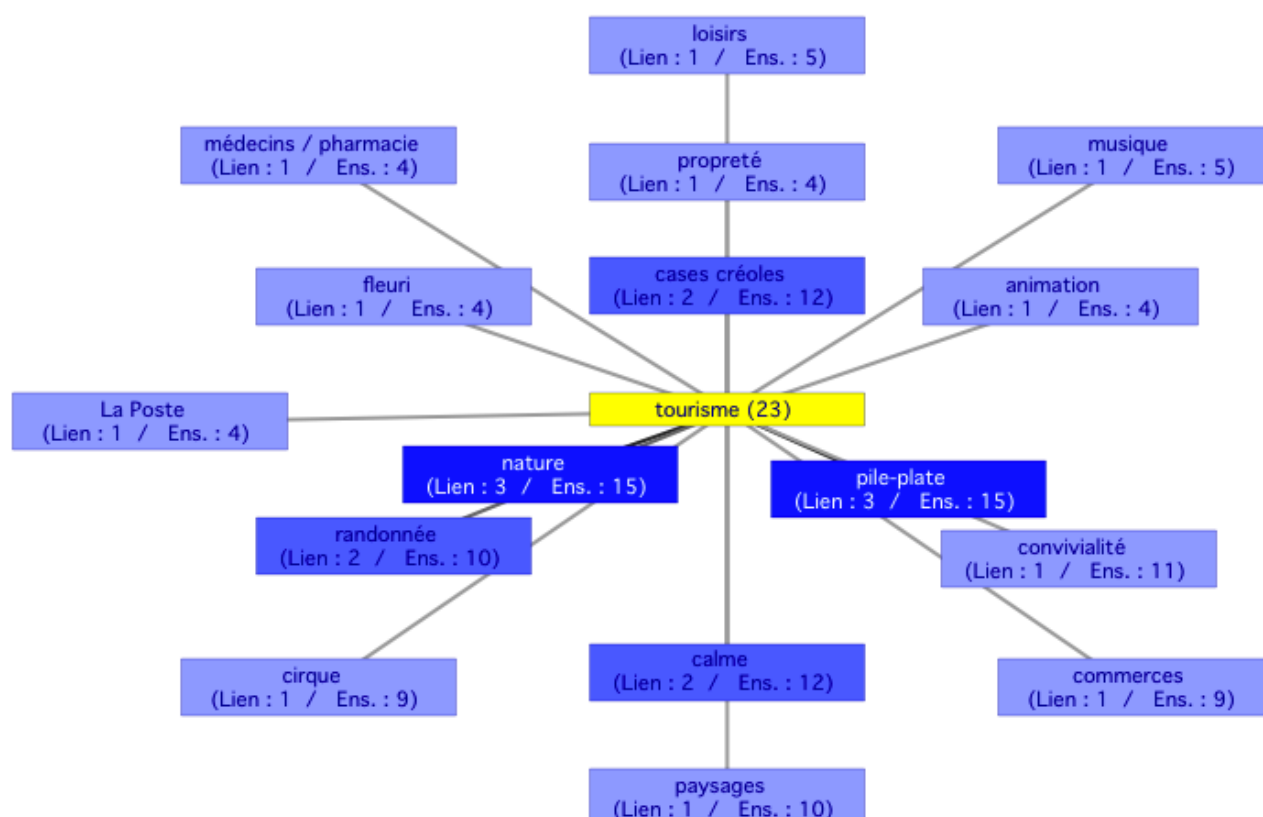 loisirs
(Lien : 1 / Ens. : 5)
médecins / pharmacie
(Lien : 1 / Ens. : 4)
propreté
(Lien : 1 / Ens. : 4)
musique
(Lien : 1 / Ens. : 5)
fleuri
(Lien : 1 / Ens. : 4)
cases créoles
(Lien : 2 / Ens. : 12)
animation
(Lien : 1 / Ens. : 4)
La Poste
(Lien : 1 / Ens. : 4)
tourisme (23)
nature
(Lien : 3 / Ens. : 15)
pile-plate
(Lien : 3 / Ens. : 15)
randonnée
(Lien : 2 / Ens. : 10)
convivialité
(Lien : 1 / Ens. : 11)
cirque
(Lien : 1 / Ens. : 9)
calme
(Lien : 2 / Ens. : 12)
commerces
(Lien : 1 / Ens. : 9)
paysages
(Lien : 1 / Ens. : 10)